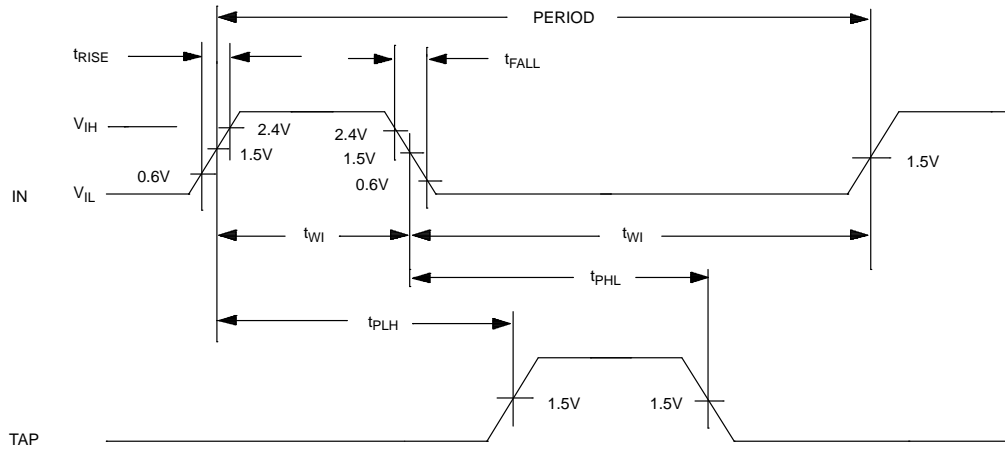 PERIOD
tRISE
tFALL
VIH
2.4V
2.4V
1.5V
1.5V
1.5V
0.6V
0.6V
IN
VIL
tWI
tWI
tPHL
tPLH
1.5V
1.5V
TAP